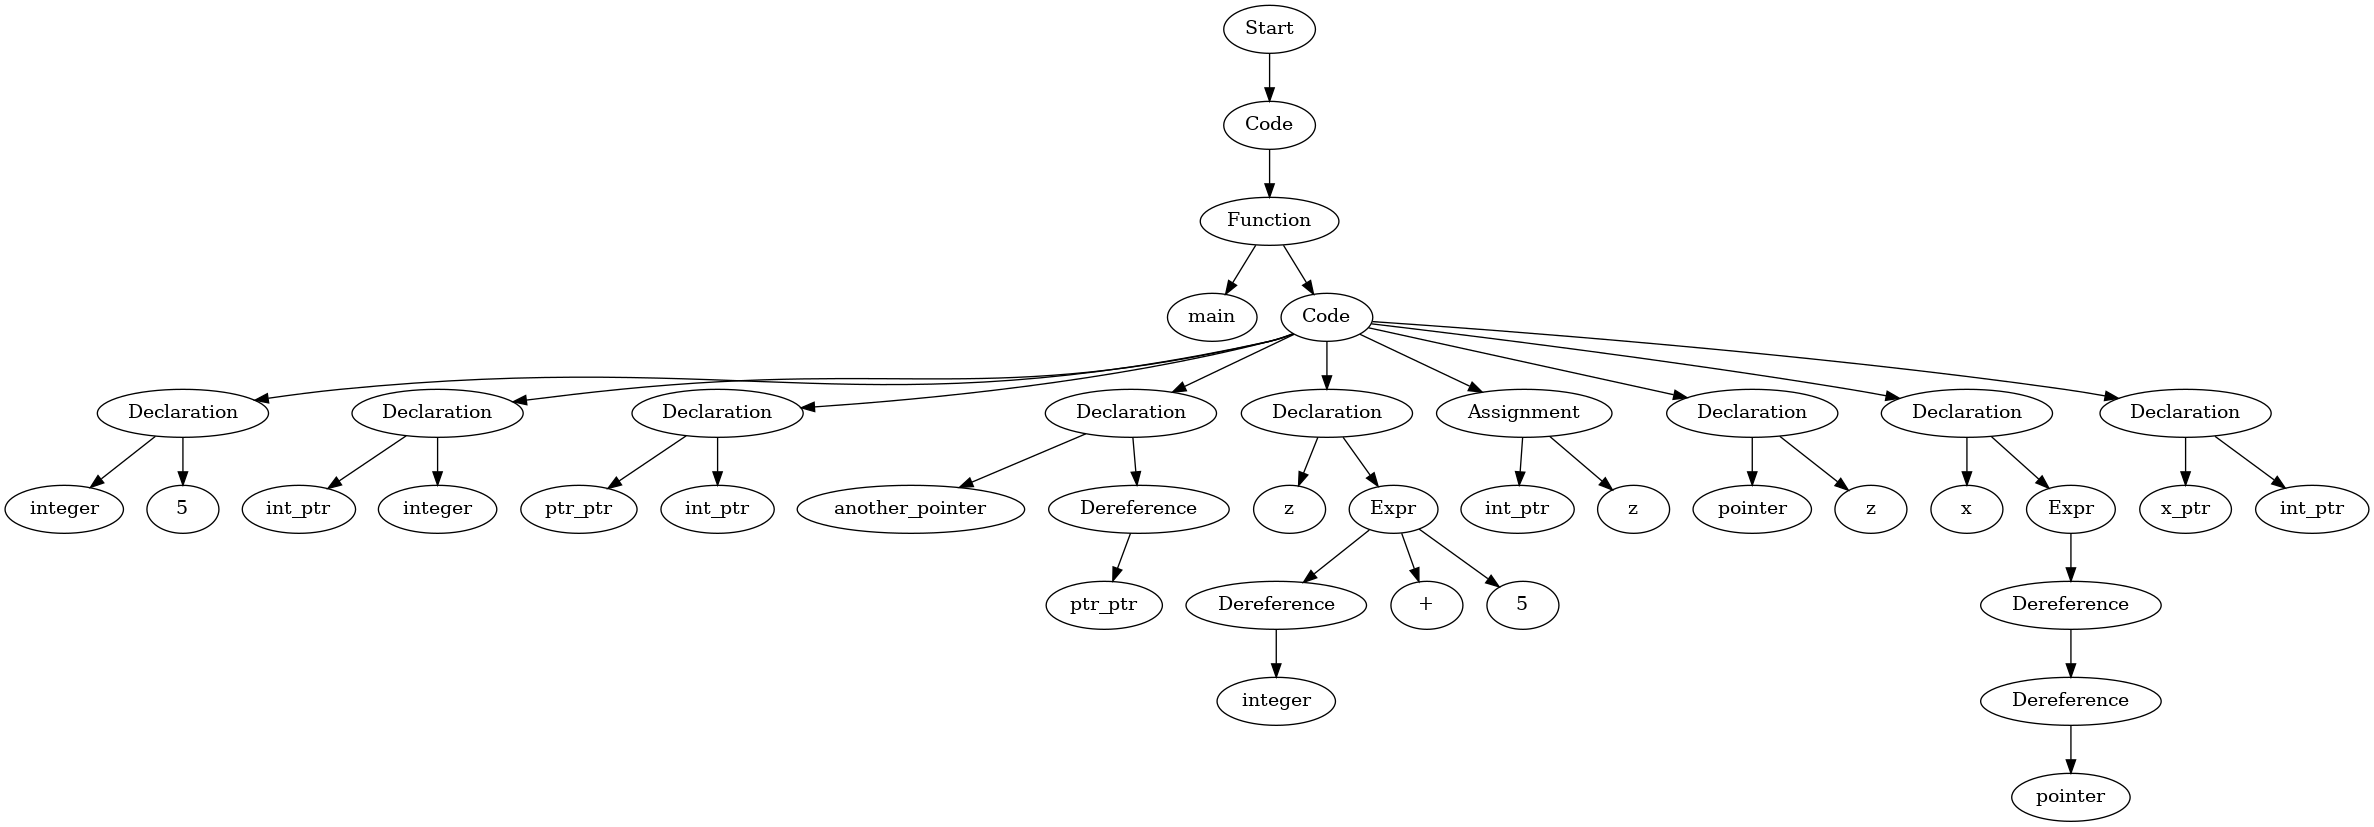 Start
Code
Function
main Code
Declaration Declaration Declaration Declaration Declaration Assignment Declaration Declaration Declaration
integer 5 int_ptr integer ptr_ptr int_ptr another_pointer Dereference z Expr int_ptr z pointer z x Expr x_ptr int_ptr
ptr_ptr Dereference + 5 Dereference
integer Dereference
pointer